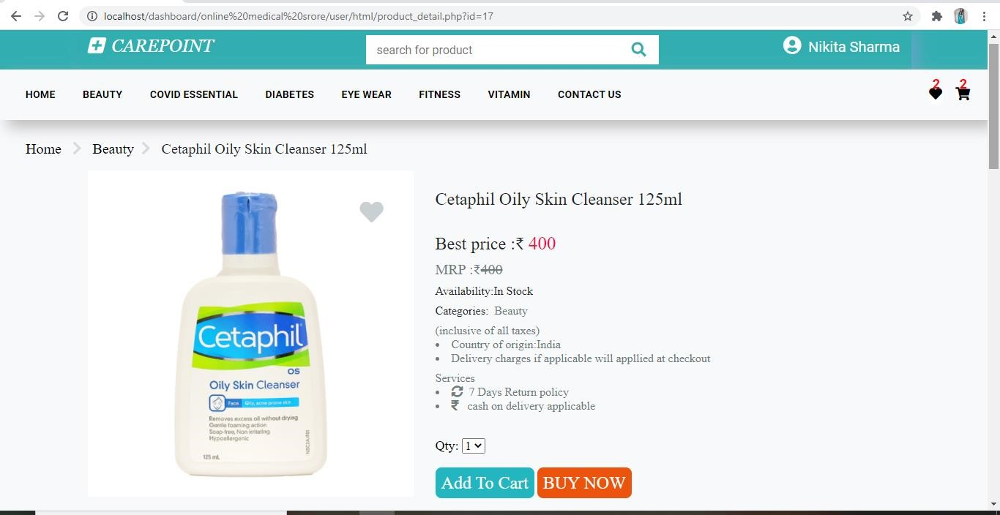 localhost/dashboard/online%20medical%20srore/user/html/product_detail.php?id=17
CAREPOINT
search for product
Nikita Sharma
HOME BEAUTY COVID ESSENTIAL DIABETES EYE WEAR FITNESS VITAMIN CONTACT US
2 2
Home Beauty Cetaphil Oily Skin Cleanser 125ml
Cetaphil Oily Skin Cleanser 125ml
Best price :₹ 400
MRP :₹400
Availability:In Stock
Categories: Beauty
(inclusive of all taxes)
Country of origin:India
Delivery charges if applicable will appllied at checkout
Services
7 Days Return policy
₹ cash on delivery applicable
Qty: 1
Add To Cart BUY NOW
Cetaphil
OS
Oily Skin Cleanser
Face Oily, acne-prone skin
Removes excess oil without drying
Gentle foaming action
Soap-free, Non irritating
Hypoallergenic
125 mL